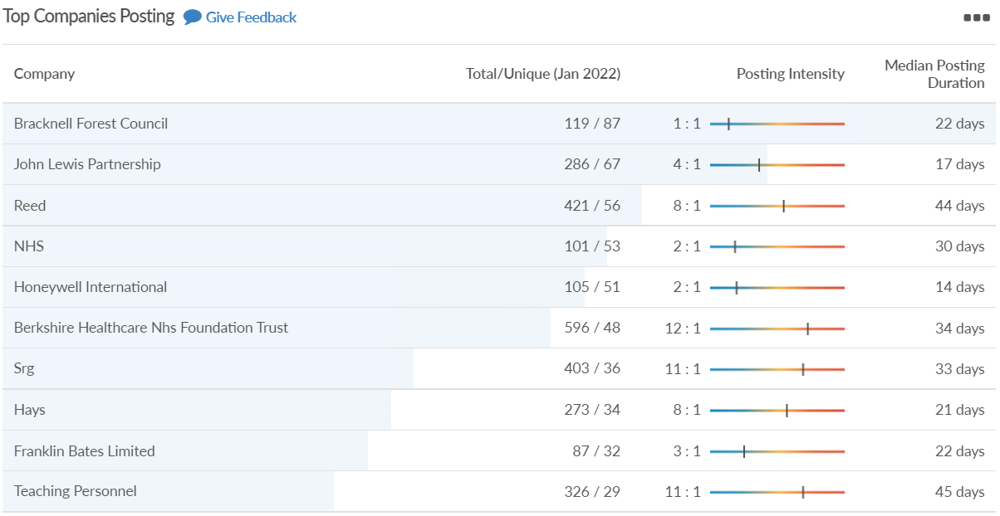 Top Companies Posting Give Feedback
Company Total/Unique (Jan 2022) Posting Intensity Median Posting Duration
Bracknell Forest Council 119 / 87 1 : 1 22 days
John Lewis Partnership 286 / 67 4 : 1 17 days
Reed 421 / 56 8 : 1 44 days
NHS 101 / 53 2 : 1 30 days
Honeywell International 105 / 51 2 : 1 14 days
Berkshire Healthcare Nhs Foundation Trust 596 / 48 12 : 1 34 days
Srg 403 / 36 11 : 1 33 days
Hays 273 / 34 8 : 1 21 days
Franklin Bates Limited 87 / 32 3 : 1 22 days
Teaching Personnel 326 / 29 11 : 1 45 days